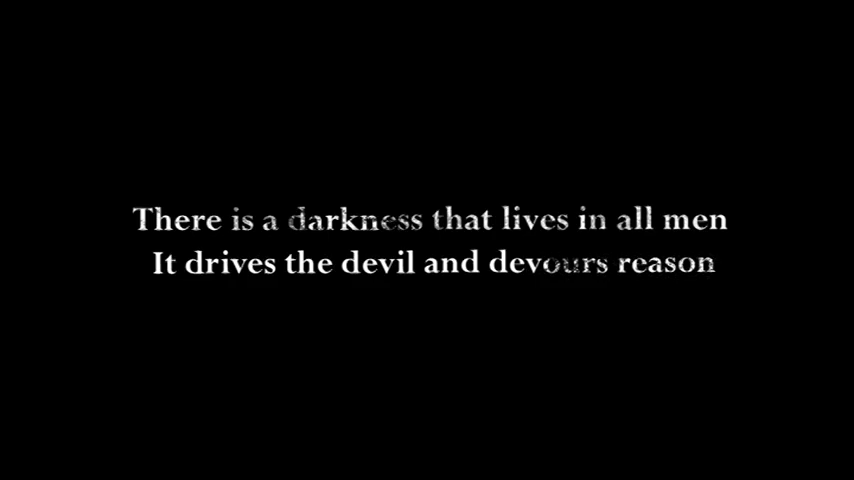 There is a darkness that lives in all men
It drives the devil and devours reason